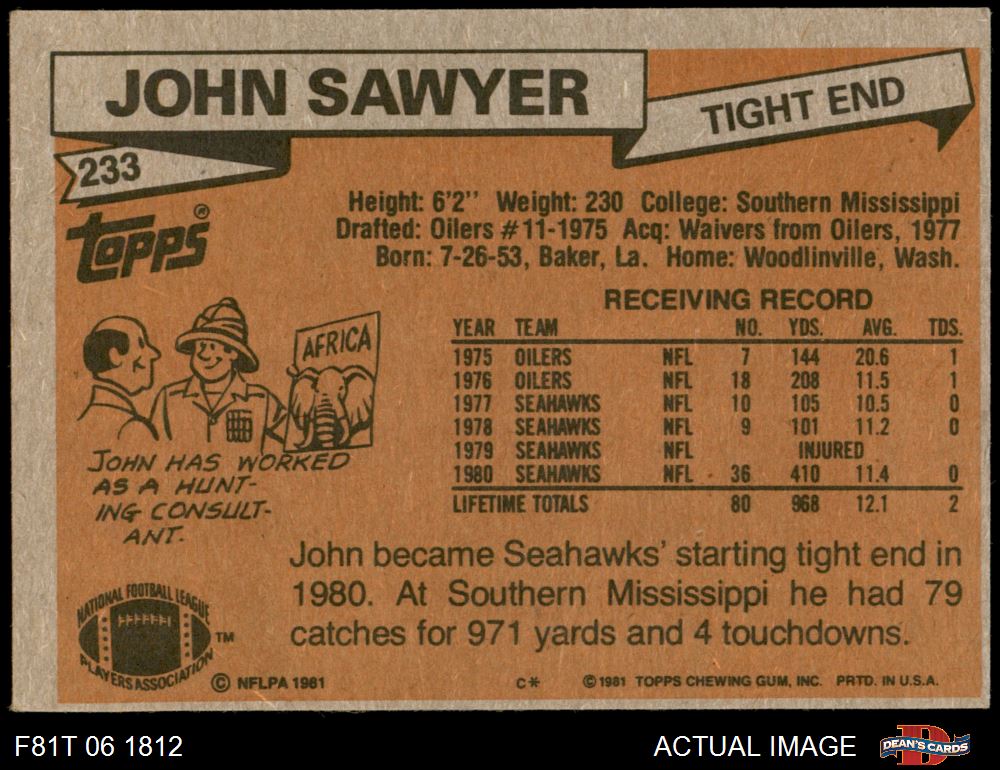 JOHN SAWYER
TIGHT END
233
TOPPS®
Height: 6'2'' Weight: 230 College: Southern Mississippi
Drafted: Oilers #11-1975 Acq: Waivers from Oilers, 1977
Born: 7-26-53, Baker, La. Home: Woodlinville, Wash.
RECEIVING RECORD
YEAR TEAM NO. YDS. AVG. TDS.
1975 OILERS NFL 7 144 20.6 1
1976 OILERS NFL 18 208 11.5 1
1977 SEAHAWKS NFL 10 105 10.5 0
1978 SEAHAWKS NFL 9 101 11.2 0
1979 SEAHAWKS NFL INJURED
1980 SEAHAWKS NFL 36 410 11.4 0
LIFETIME TOTALS 80 968 12.1 2
AFRICA
JOHN HAS WORKED
AS A HUNT-
ING CONSULT-
ANT.
John became Seahawks' starting tight end in
1980. At Southern Mississippi he had 79
catches for 971 yards and 4 touchdowns.
NATIONAL FOOTBALL LEAGUE
PLAYERS ASSOCIATION
TM
© NFLPA 1981
C*
© 1981 TOPPS CHEWING GUM, INC. PRTD. IN U.S.A.
F81T 06 1812
ACTUAL IMAGE
D
DEAN'S CARDS